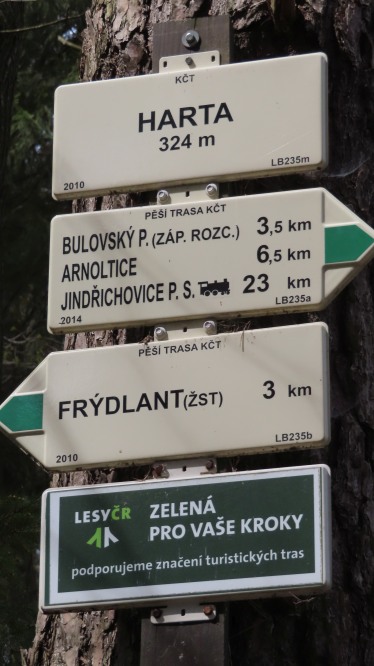 KČT
HARTA
324 m
2010 LB235m
PĚŠÍ TRASA KČT
BULOVSKÝ P. (ZÁP. ROZC.) 3,5 km
ARNOLTICE 6,5 km
JINDŘICHOVICE P. S. 23 km
2014 LB235a
PĚŠÍ TRASA KČT
FRÝDLANT (ŽST) 3 km
2010 LB235b
LESYČR ZELENÁ
PRO VAŠE KROKY
podporujeme značení turistických tras